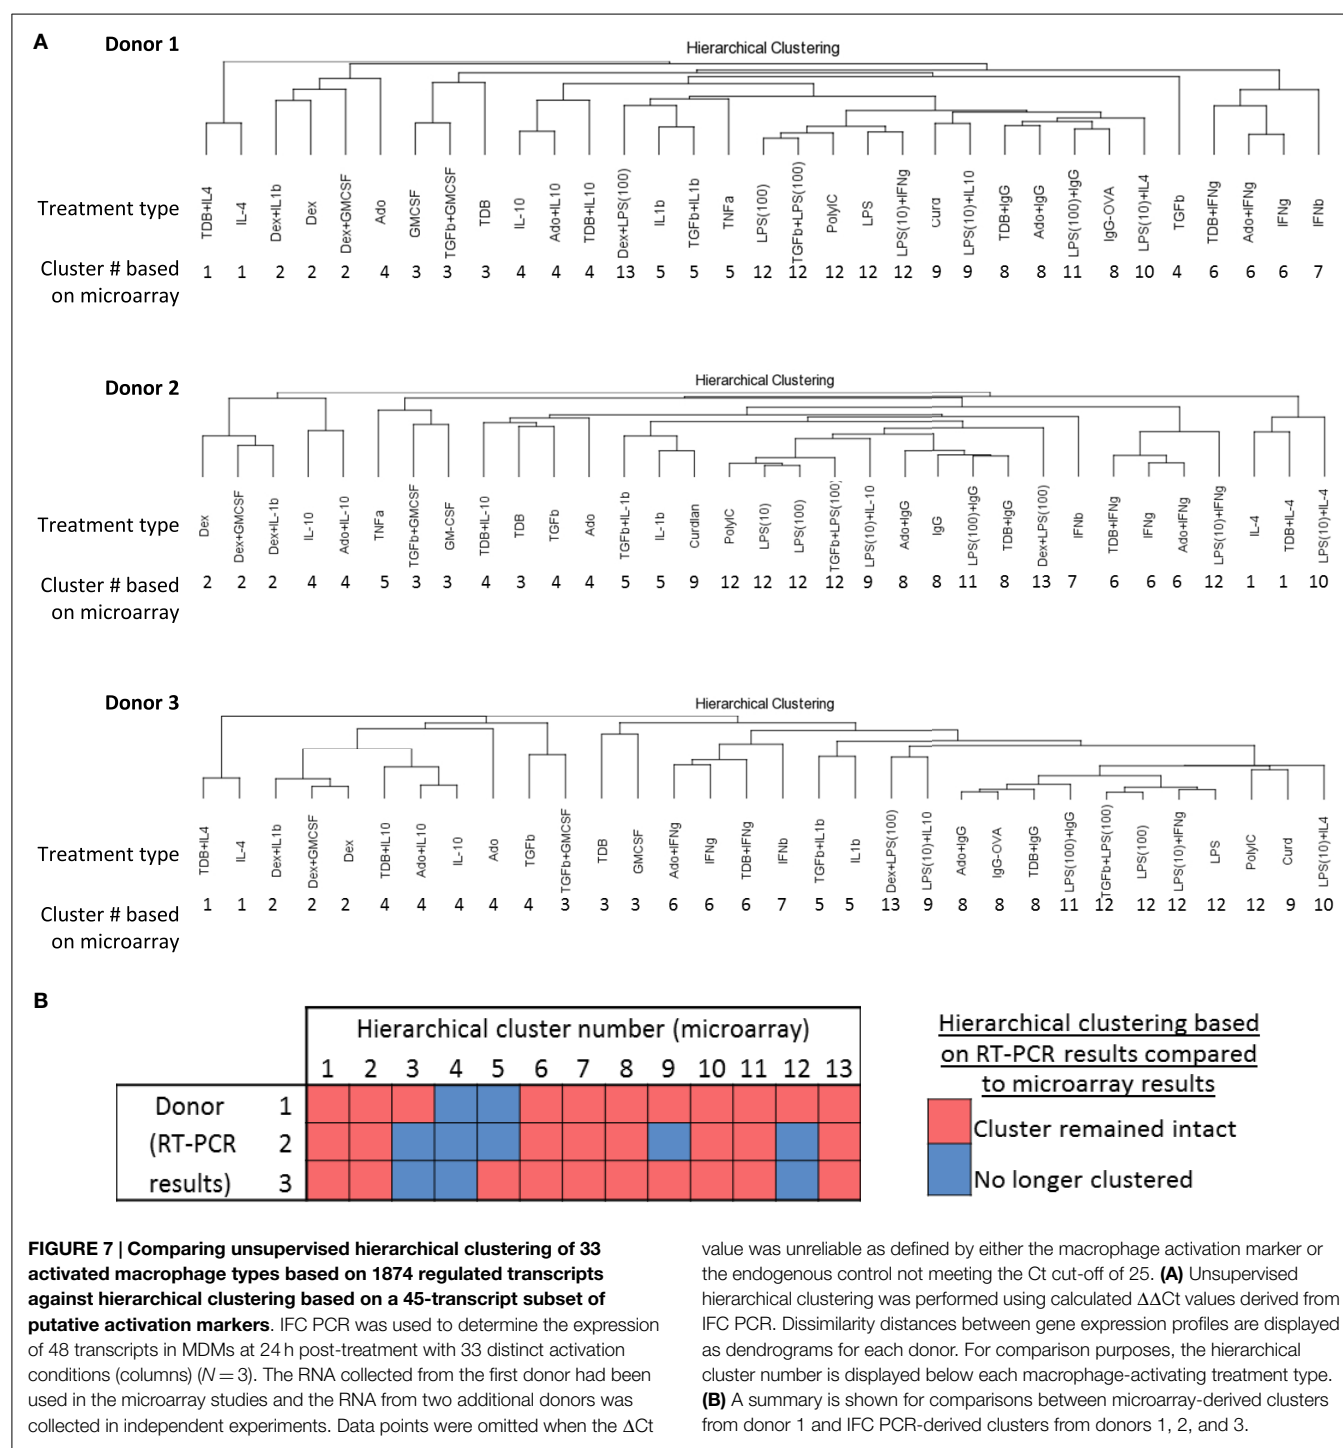 A
Donor 1
Hierarchical Clustering
Treatment type
TDB+IL4 IL-4 Dex+IL1b Dex Dex+GMCSF Ado GMCSF TGFb+GMCSF TDB IL-10 Ado+IL10 TDB+IL10 Dex+LPS(100) IL1b TGFb+IL1b TNFa LPS(100) TGFb+LPS(100) PolyIC LPS LPS(10)+IFNg Curd LPS(10)+IL10 TDB+IgG Ado+IgG LPS(100)+IgG IgG-OVA LPS(10)+IL4 TGFb TDB+IFNg Ado+IFNg IFNg IFNb
Cluster # based
on microarray
1 1 2 2 2 4 3 3 3 4 4 4 13 5 5 5 12 12 12 12 12 9 9 8 8 11 8 10 4 6 6 6 7
Donor 2
Hierarchical Clustering
Treatment type
Dex Dex+GMCSF Dex+IL-1b IL-10 Ado+IL-10 TNFa TGFb+GMCSF GM-CSF TDB+IL-10 TDB TGFb Ado TGFb+IL-1b IL-1b Curdlan PolyIC LPS(10) LPS(100) TGFb+LPS(100) LPS(10)+IL-10 Ado+IgG IgG LPS(100)+IgG TDB+IgG Dex+LPS(100) IFNb TDB+IFNg IFNg Ado+IFNg LPS(10)+IFNg IL-4 TDB+IL-4 LPS(10)+IL-4
Cluster # based
on microarray
2 2 2 4 4 5 3 3 4 3 4 4 5 5 9 12 12 12 12 9 8 8 11 8 13 7 6 6 6 12 1 1 10
Donor 3
Hierarchical Clustering
Treatment type
TDB+IL4 IL-4 Dex+IL1b Dex+GMCSF Dex TDB+IL10 Ado+IL10 IL-10 Ado TGFb TGFb+GMCSF TDB GMCSF Ado+IFNg IFNg TDB+IFNg IFNb TGFb+IL1b IL1b Dex+LPS(100) LPS(10)+IL10 Ado+IgG IgG-OVA TDB+IgG LPS(100)+IgG TGFb+LPS(100) LPS(100) LPS(10)+IFNg LPS PolyIC Curd LPS(10)+IL4
Cluster # based
on microarray
1 1 2 2 2 4 4 4 4 4 3 3 3 6 6 6 7 5 5 13 9 8 8 8 11 12 12 12 12 12 9 10
B
Hierarchical cluster number (microarray)
1 2 3 4 5 6 7 8 9 10 11 12 13
Donor 1
(RT-PCR 2
results) 3
Hierarchical clustering based
on RT-PCR results compared
to microarray results
Cluster remained intact
No longer clustered
FIGURE 7 | Comparing unsupervised hierarchical clustering of 33
activated macrophage types based on 1874 regulated transcripts
against hierarchical clustering based on a 45-transcript subset of
putative activation markers. IFC PCR was used to determine the expression
of 48 transcripts in MDMs at 24 h post-treatment with 33 distinct activation
conditions (columns) (N = 3). The RNA collected from the first donor had been
used in the microarray studies and the RNA from two additional donors was
collected in independent experiments. Data points were omitted when the ΔCt
value was unreliable as defined by either the macrophage activation marker or
the endogenous control not meeting the Ct cut-off of 25. (A) Unsupervised
hierarchical clustering was performed using calculated ΔΔCt values derived from
IFC PCR. Dissimilarity distances between gene expression profiles are displayed
as dendrograms for each donor. For comparison purposes, the hierarchical
cluster number is displayed below each macrophage-activating treatment type.
(B) A summary is shown for comparisons between microarray-derived clusters
from donor 1 and IFC PCR-derived clusters from donors 1, 2, and 3.